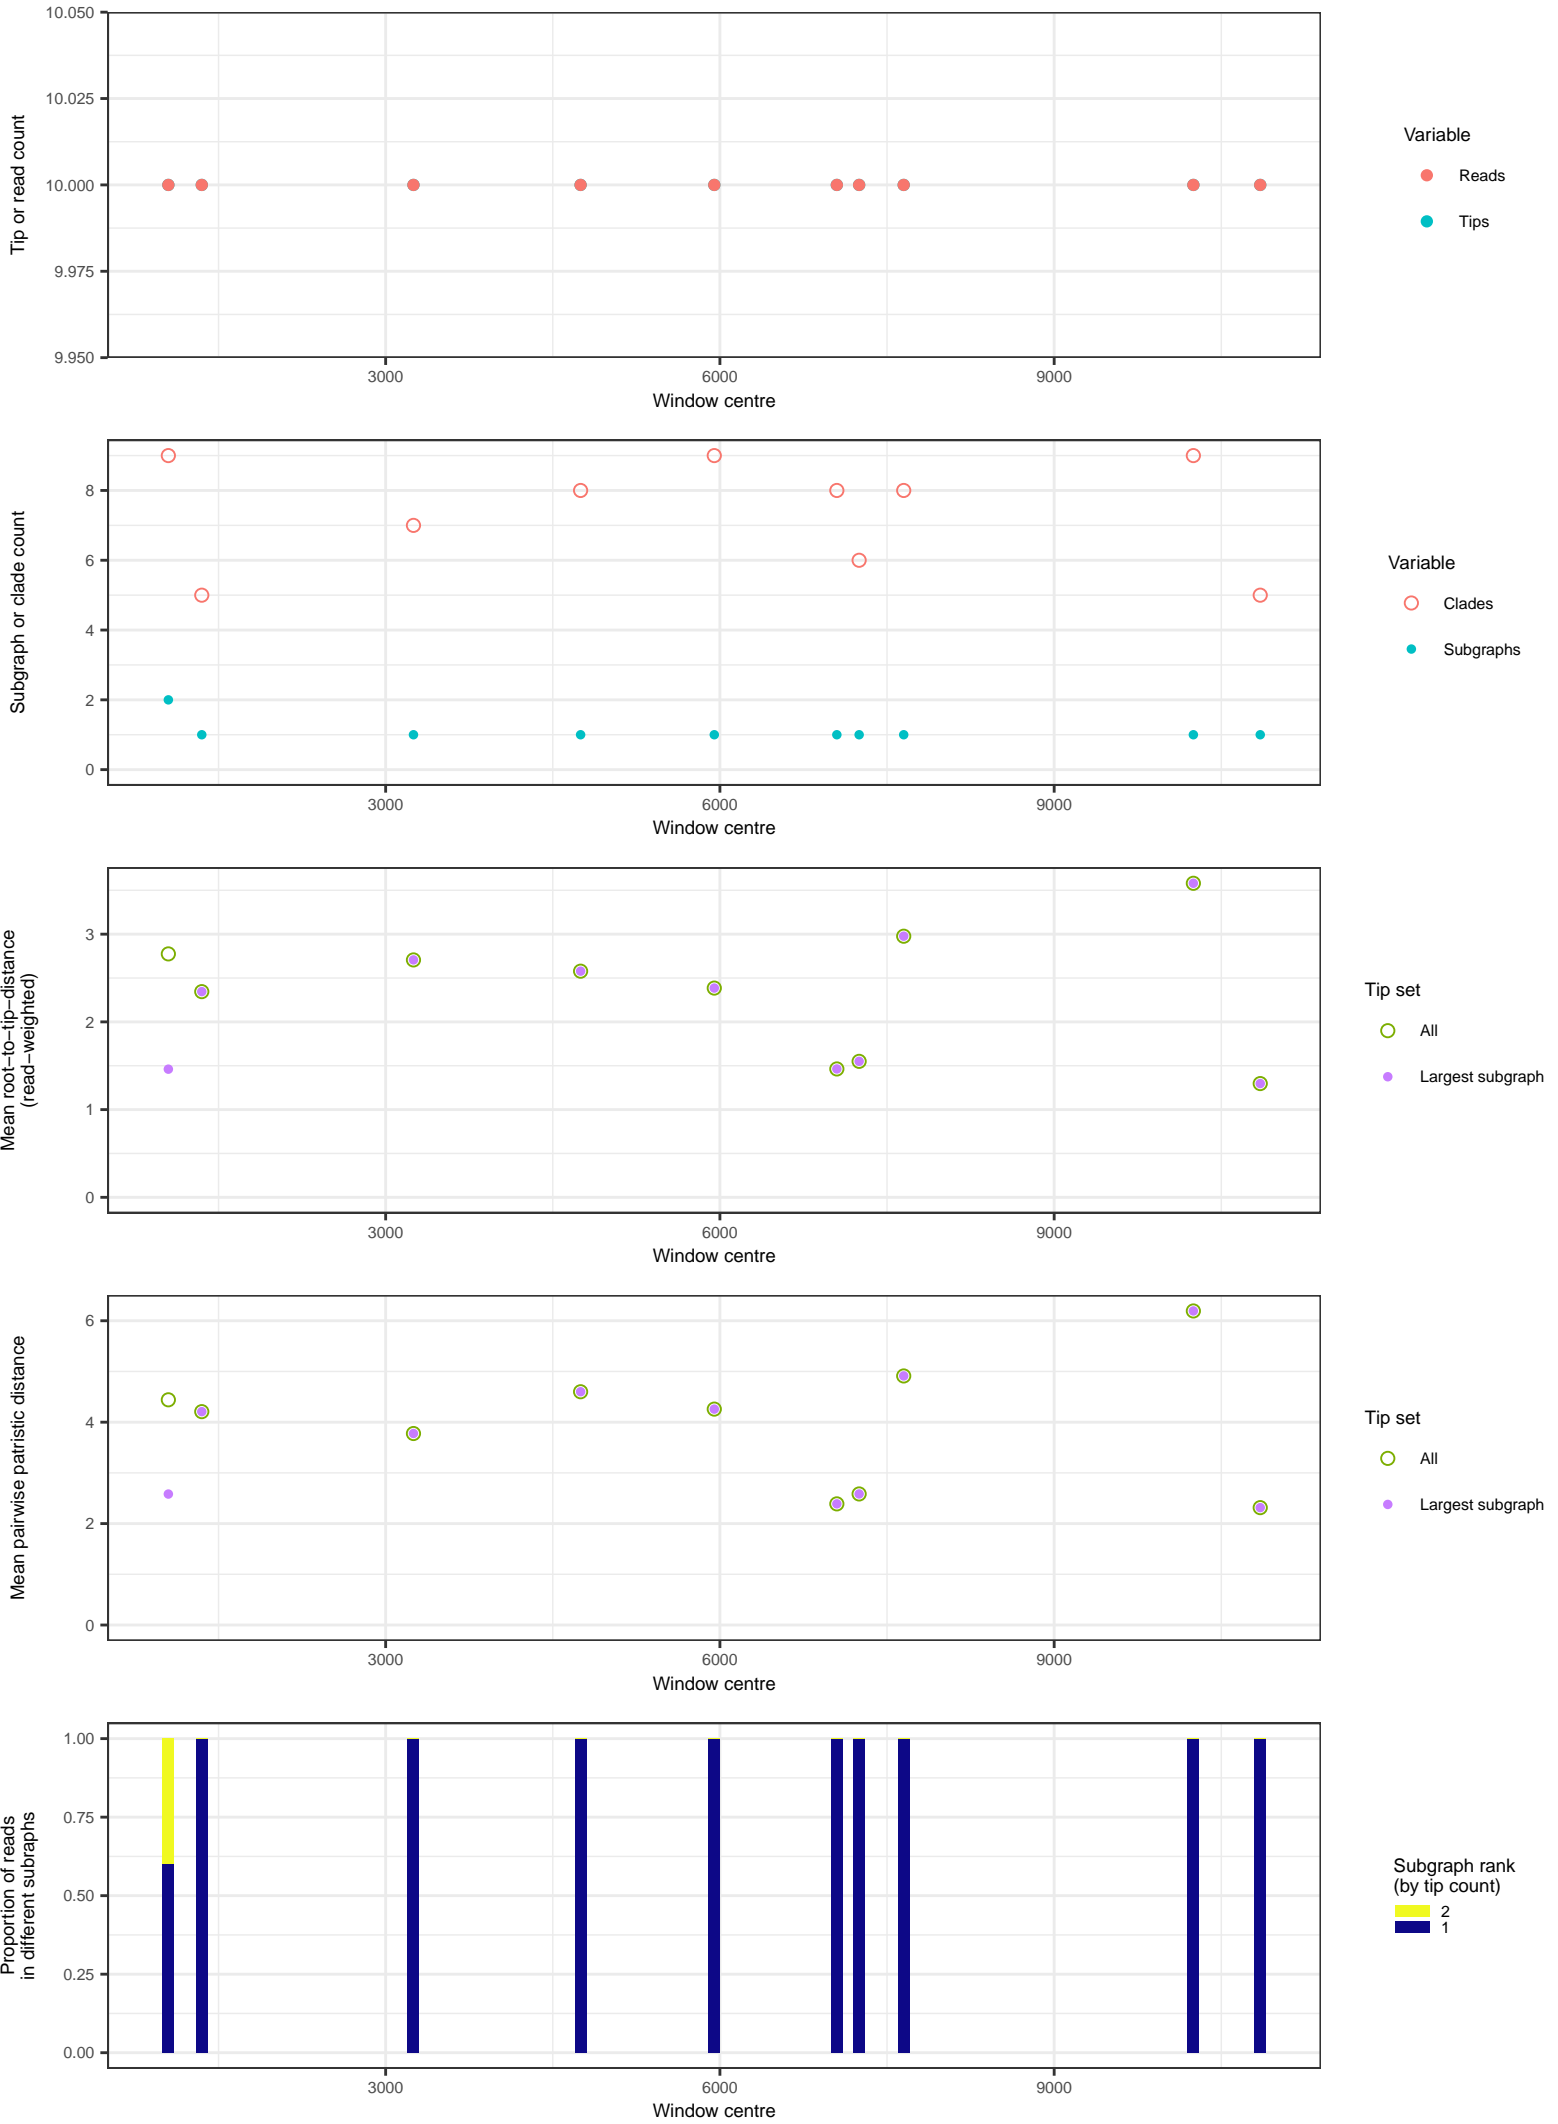 10.050
10.025
10.000
9.975
9.950
Tip or read count
3000
6000
9000
Window centre
Variable
Reads
Tips
8
6
4
2
0
Subgraph or clade count
3000
6000
9000
Window centre
Variable
Clades
Subgraphs
3
2
1
0
Mean root−to−tip−distance
(read−weighted)
3000
6000
9000
Window centre
Tip set
All
Largest subgraph
6
4
2
0
Mean pairwise patristic distance
3000
6000
9000
Window centre
Tip set
All
Largest subgraph
1.00
0.75
0.50
0.25
0.00
Proportion of reads
in different subraphs
3000
6000
9000
Window centre
Subgraph rank
(by tip count)
2
1